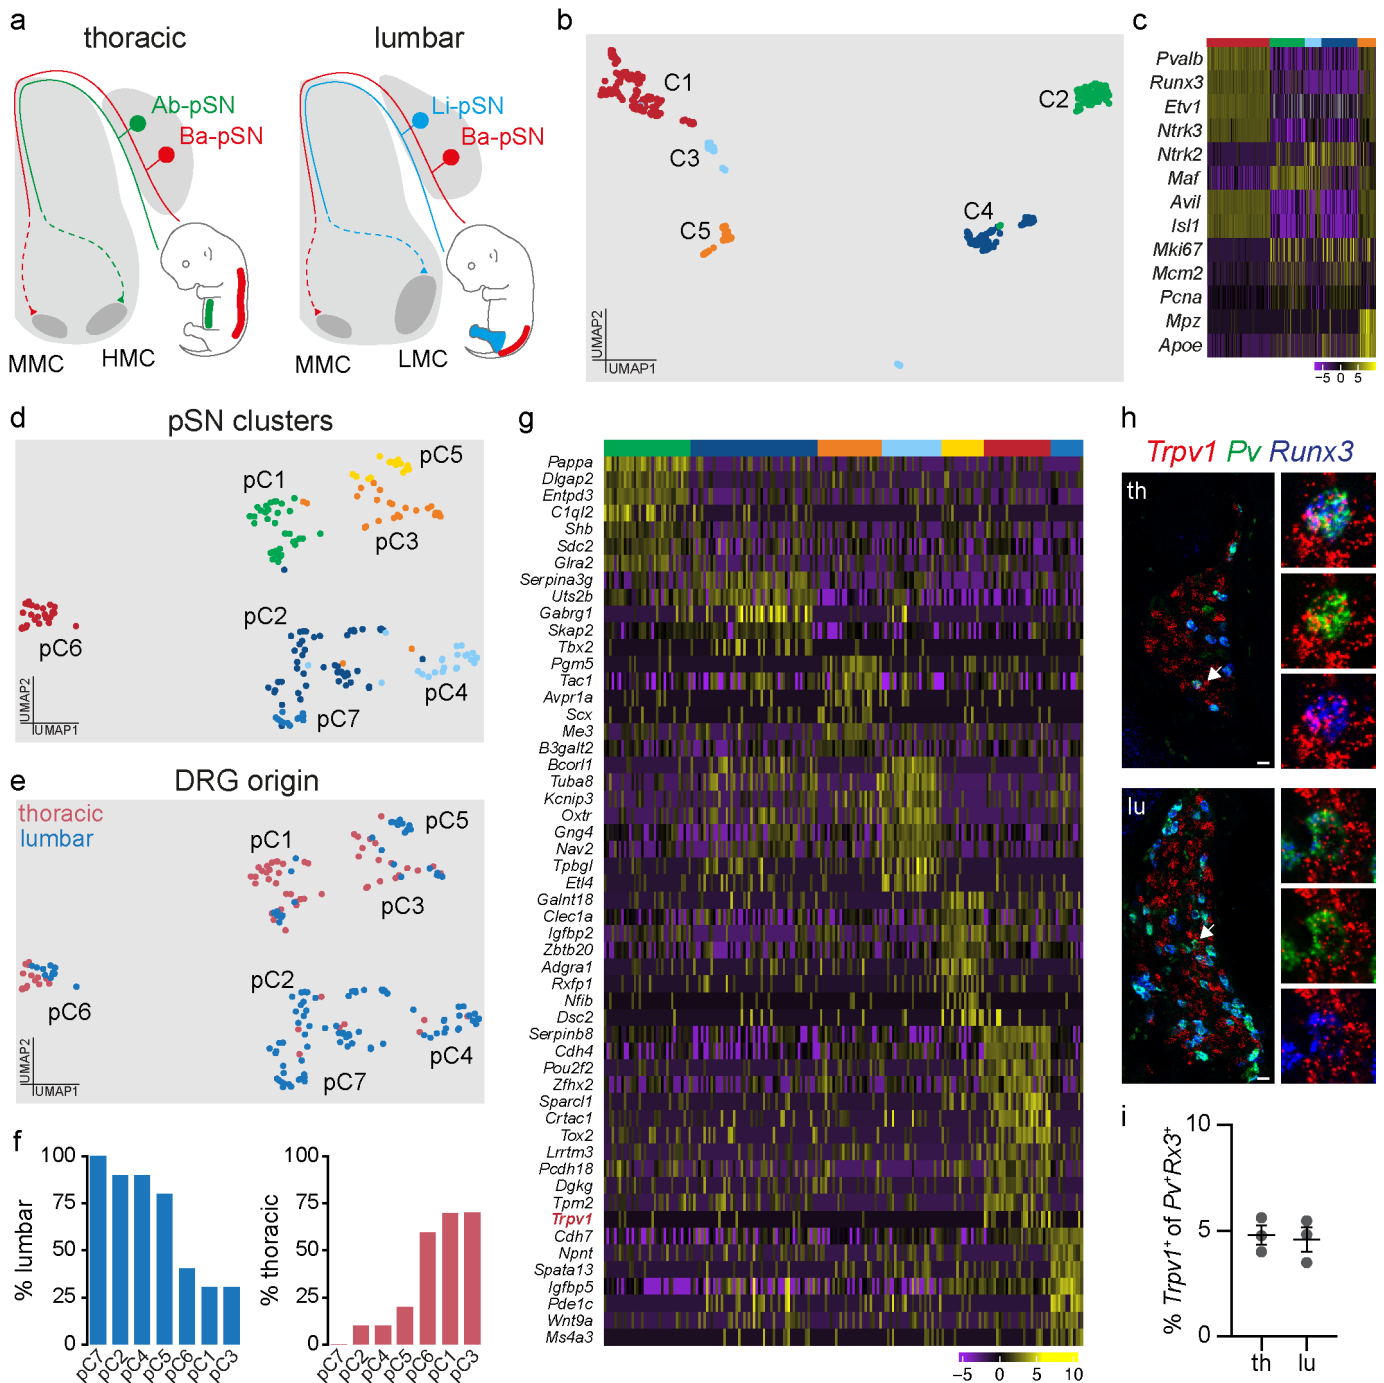 a
thoracic
lumbar
Ab-pSN
Ba-pSN
Li-pSN
Ba-pSN
MMC
HMC
MMC
LMC
b
C1
C2
C3
C4
C5
UMAP2
UMAP1
c
Pvalb
Runx3
Etv1
Ntrk3
Ntrk2
Maf
Avil
Isl1
Mki67
Mcm2
Pcna
Mpz
Apoe
−5 0 5
d
pSN clusters
pC5
pC1
pC3
pC2
pC6
pC4
pC7
UMAP2
UMAP1
e
DRG origin
thoracic
lumbar
pC5
pC1
pC3
pC2
pC6
pC4
pC7
UMAP2
UMAP1
f
% lumbar
100
75
50
25
0
pC7 pC2 pC4 pC5 pC6 pC1 pC3
% thoracic
100
75
50
25
0
pC7 pC2 pC4 pC5 pC6 pC1 pC3
g
Pappa
Dlgap2
Entpd3
C1ql2
Shb
Sdc2
Glra2
Serpina3g
Uts2b
Gabrg1
Skap2
Tbx2
Pgm5
Tac1
Avpr1a
Scx
Me3
B3galt2
Bcorl1
Tuba8
Kcnip3
Oxtr
Gng4
Nav2
Tpbgl
Etl4
Galnt18
Clec1a
Igfbp2
Zbtb20
Adgra1
Rxfp1
Nfib
Dsc2
Serpinb8
Cdh4
Pou2f2
Zfhx2
Sparcl1
Crtac1
Tox2
Lrrtm3
Pcdh18
Dgkg
Tpm2
Trpv1
Cdh7
Npnt
Spata13
Igfbp5
Pde1c
Wnt9a
Ms4a3
−5 0 5 10
h
Trpv1 Pv Runx3
th
lu
i
% Trpv1⁺ of Pv⁺Rx3⁺
10
5
0
th lu